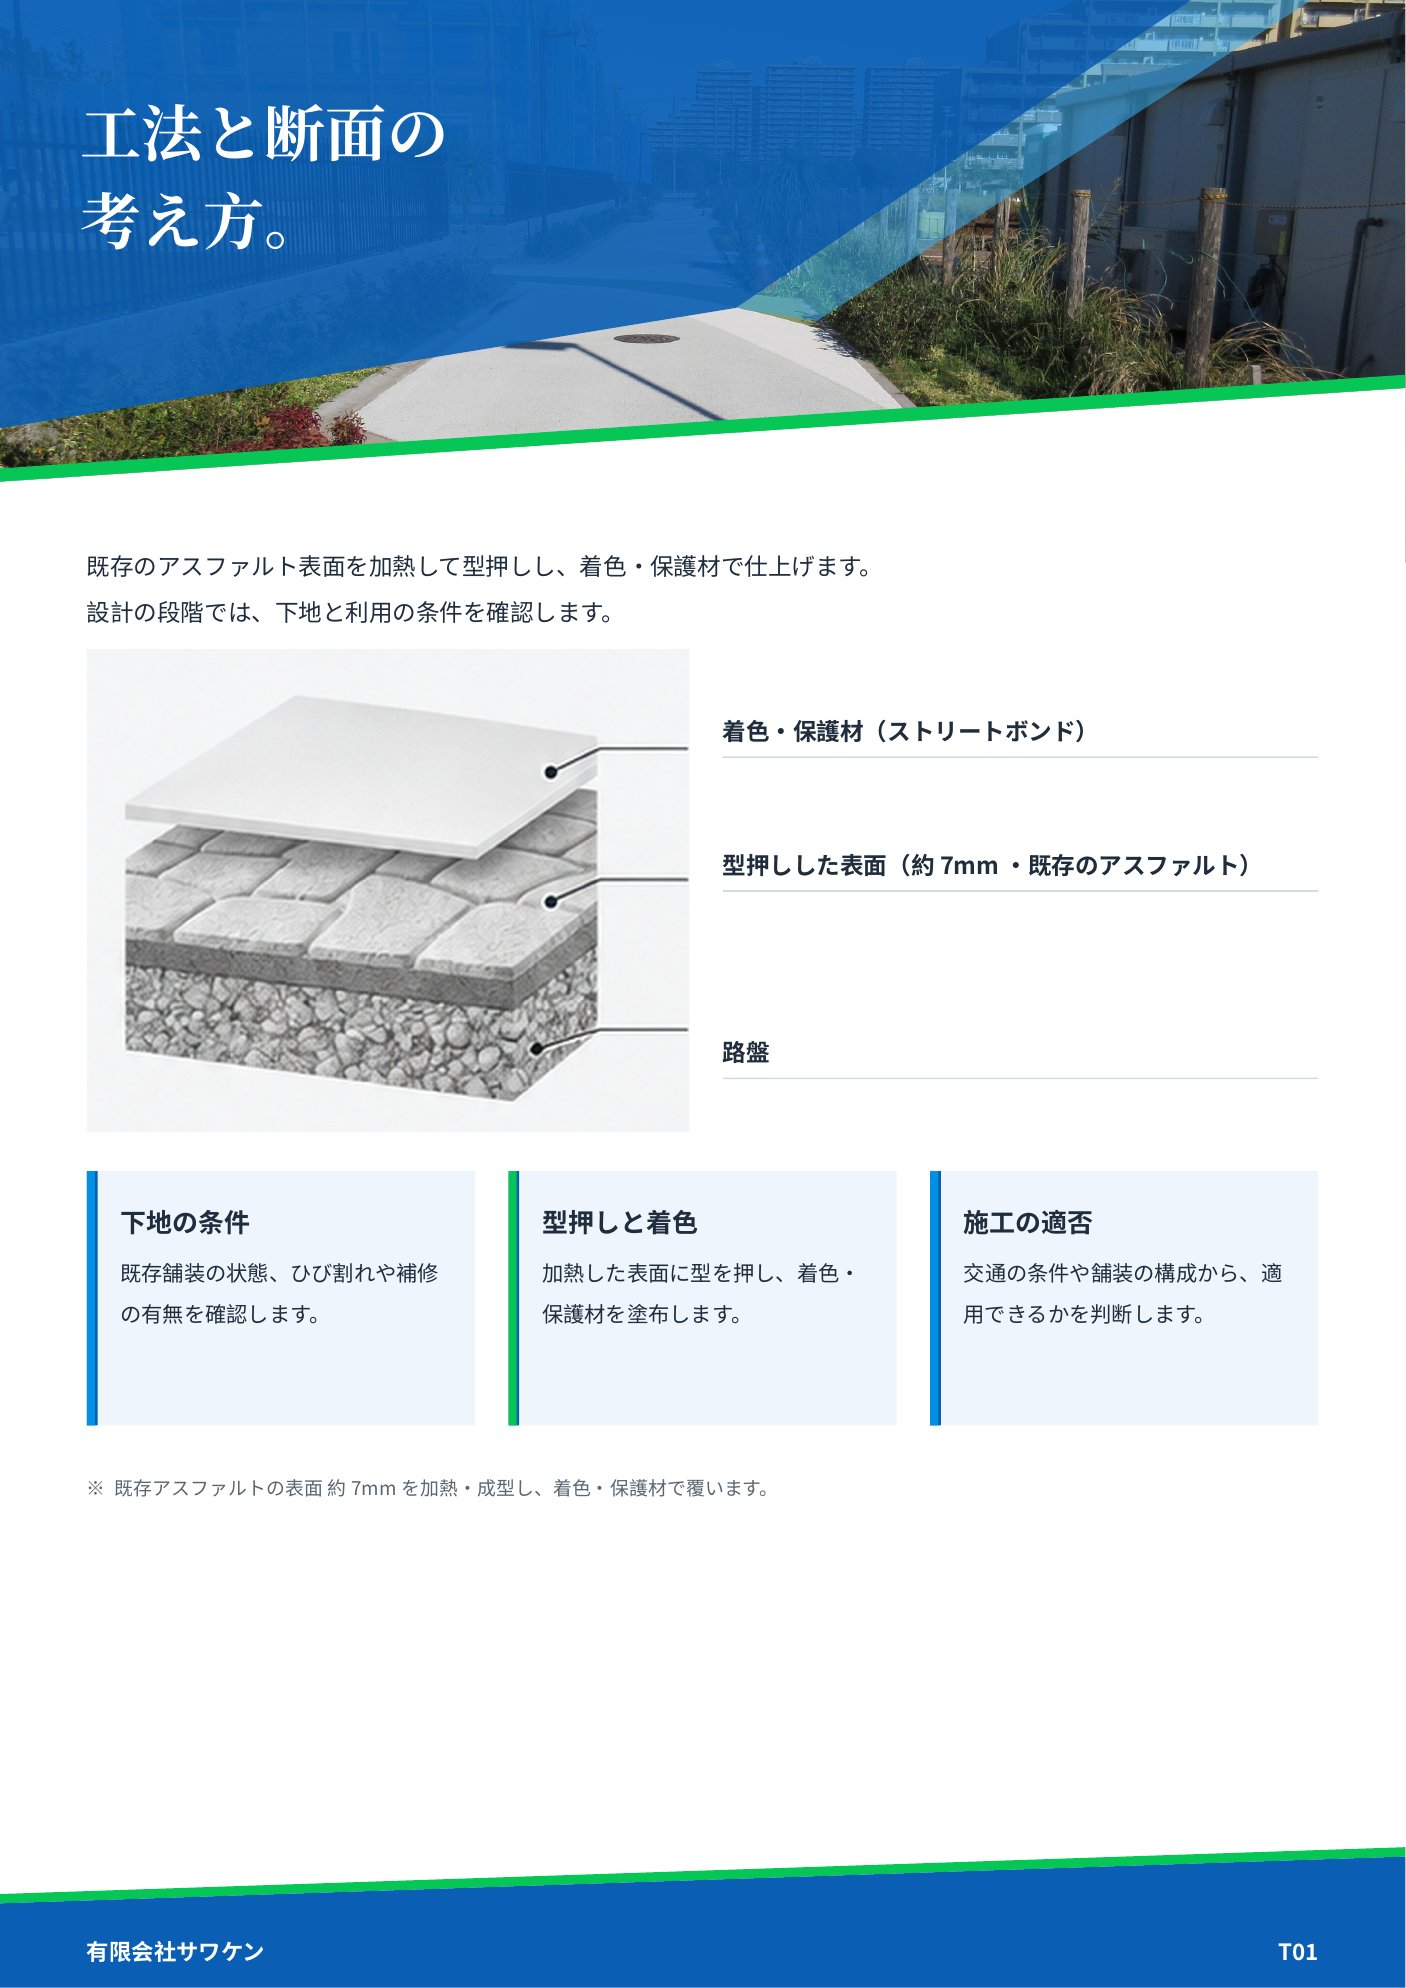 工法と断面の
考え方。
既存のアスファルト表面を加熱して型押しし、着色・保護材で仕上げます。
設計の段階では、下地と利用の条件を確認します。
着色・保護材（ストリートボンド）
型押しした表面（約 7mm ・既存のアスファルト）
路盤
下地の条件
既存舗装の状態、ひび割れや補修
の有無を確認します。
型押しと着色
加熱した表面に型を押し、着色・
保護材を塗布します。
施工の適否
交通の条件や舗装の構成から、適
用できるかを判断します。
※ 既存アスファルトの表面 約 7mm を加熱・成型し、着色・保護材で覆います。
有限会社サワケン
T01